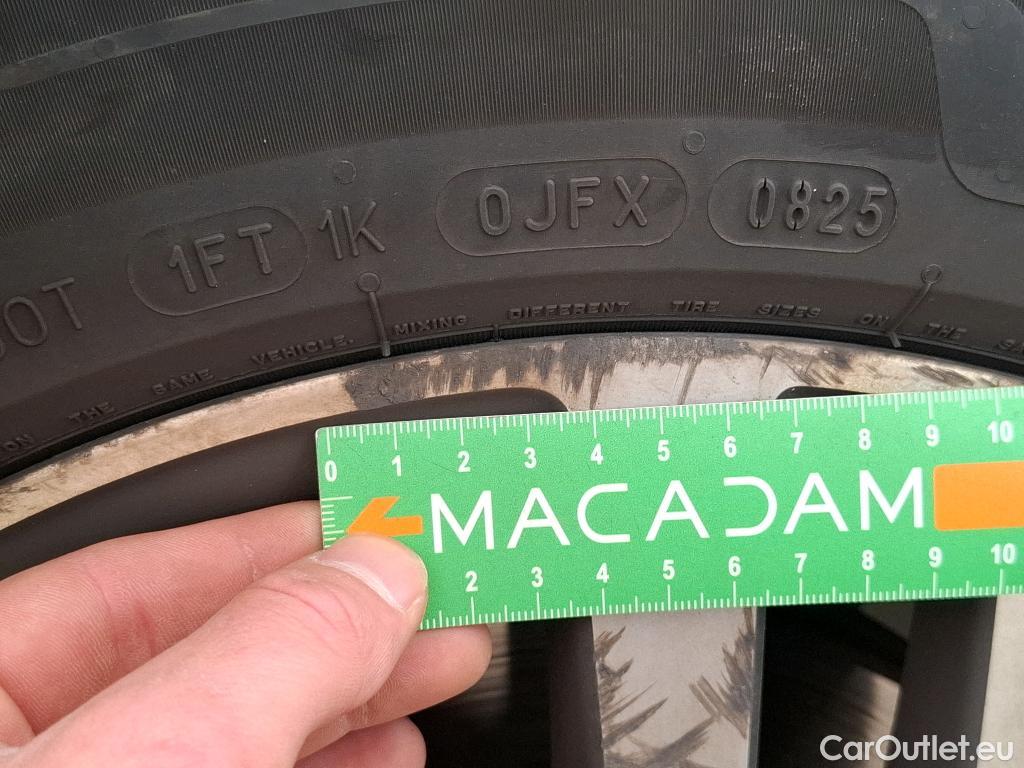 DOT 1FT 1K 0JFX 0825
ON THE SAME VEHICLE. MIXING DIFFERENT TIRE SIZES ON THE
0 1 2 3 4 5 6 7 8 9 10
MACADAM
2 3 4 5 6 7 8 9 10
CarOutlet.eu